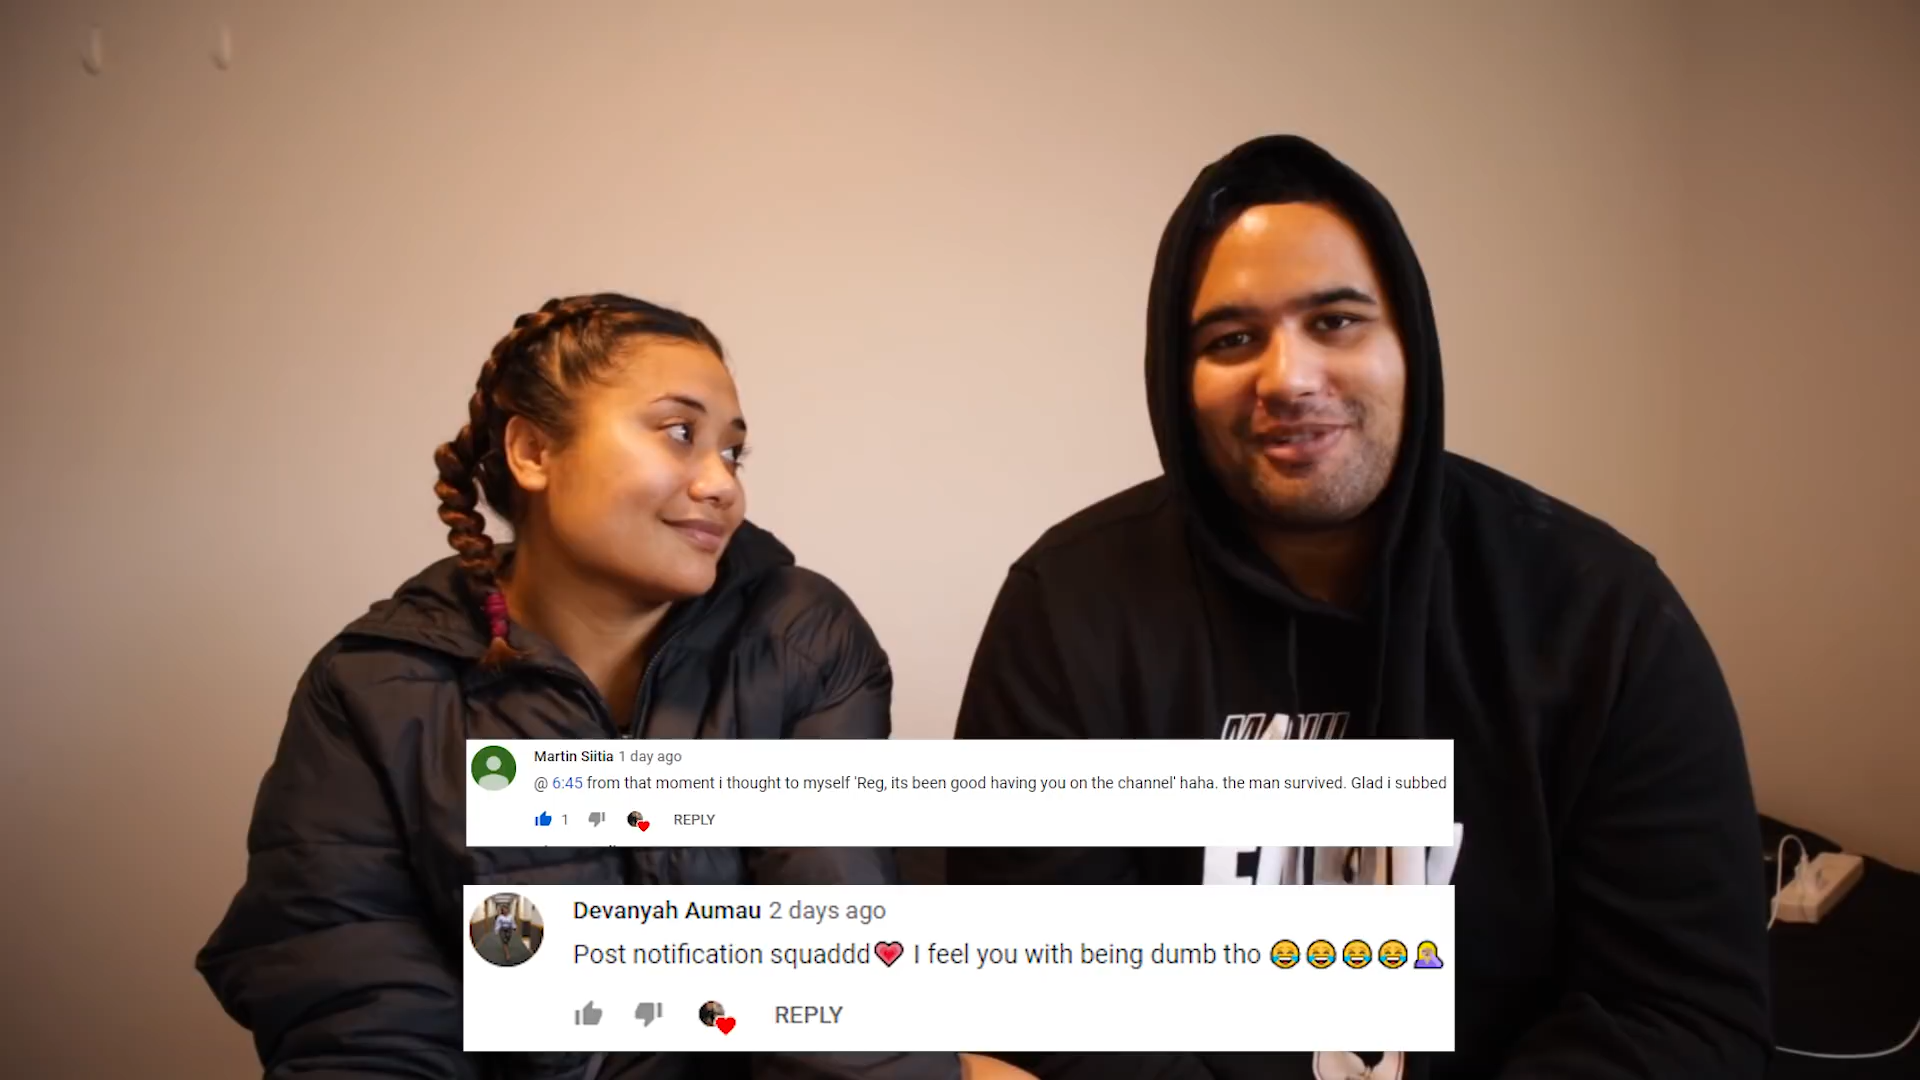 Martin Siitia 1 day ago
@ 6:45 from that moment i thought to myself 'Reg, its been good having you on the channel' haha. the man survived. Glad i subbed
1 REPLY
Devanyah Aumau 2 days ago
Post notification squaddd💗 I feel you with being dumb tho 😂😂😂😂🤦‍♀️
REPLY